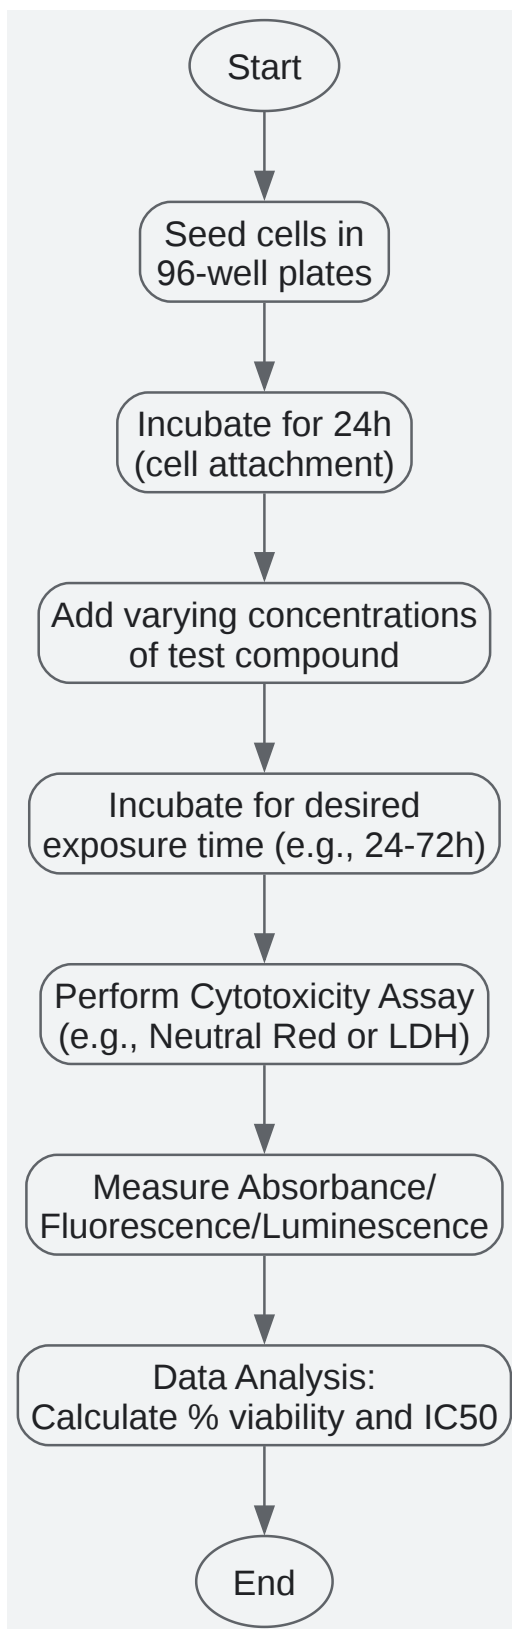 Start
Seed cells in
96-well plates
Incubate for 24h
(cell attachment)
Add varying concentrations
of test compound
Incubate for desired
exposure time (e.g., 24-72h)
Perform Cytotoxicity Assay
(e.g., Neutral Red or LDH)
Measure Absorbance/
Fluorescence/Luminescence
Data Analysis:
Calculate % viability and IC50
End